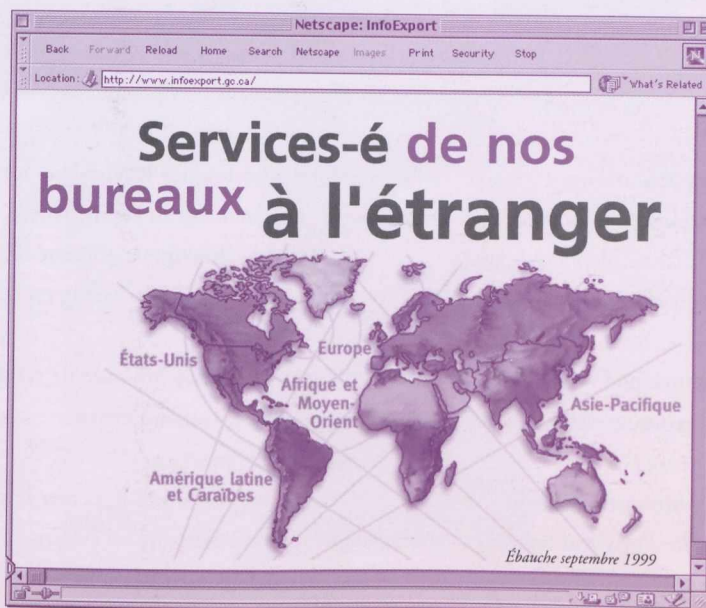 Netscape: InfoExport
Back Forward Reload Home Search Netscape Images Print Security Stop
Location: http://www.infoexport.gc.ca/ What's Related
Services-é de nos
bureaux à l'étranger
États-Unis
Europe
Afrique et
Moyen-
Orient
Asie-Pacifique
Amérique latine
et Caraïbes
Ébauche septembre 1999